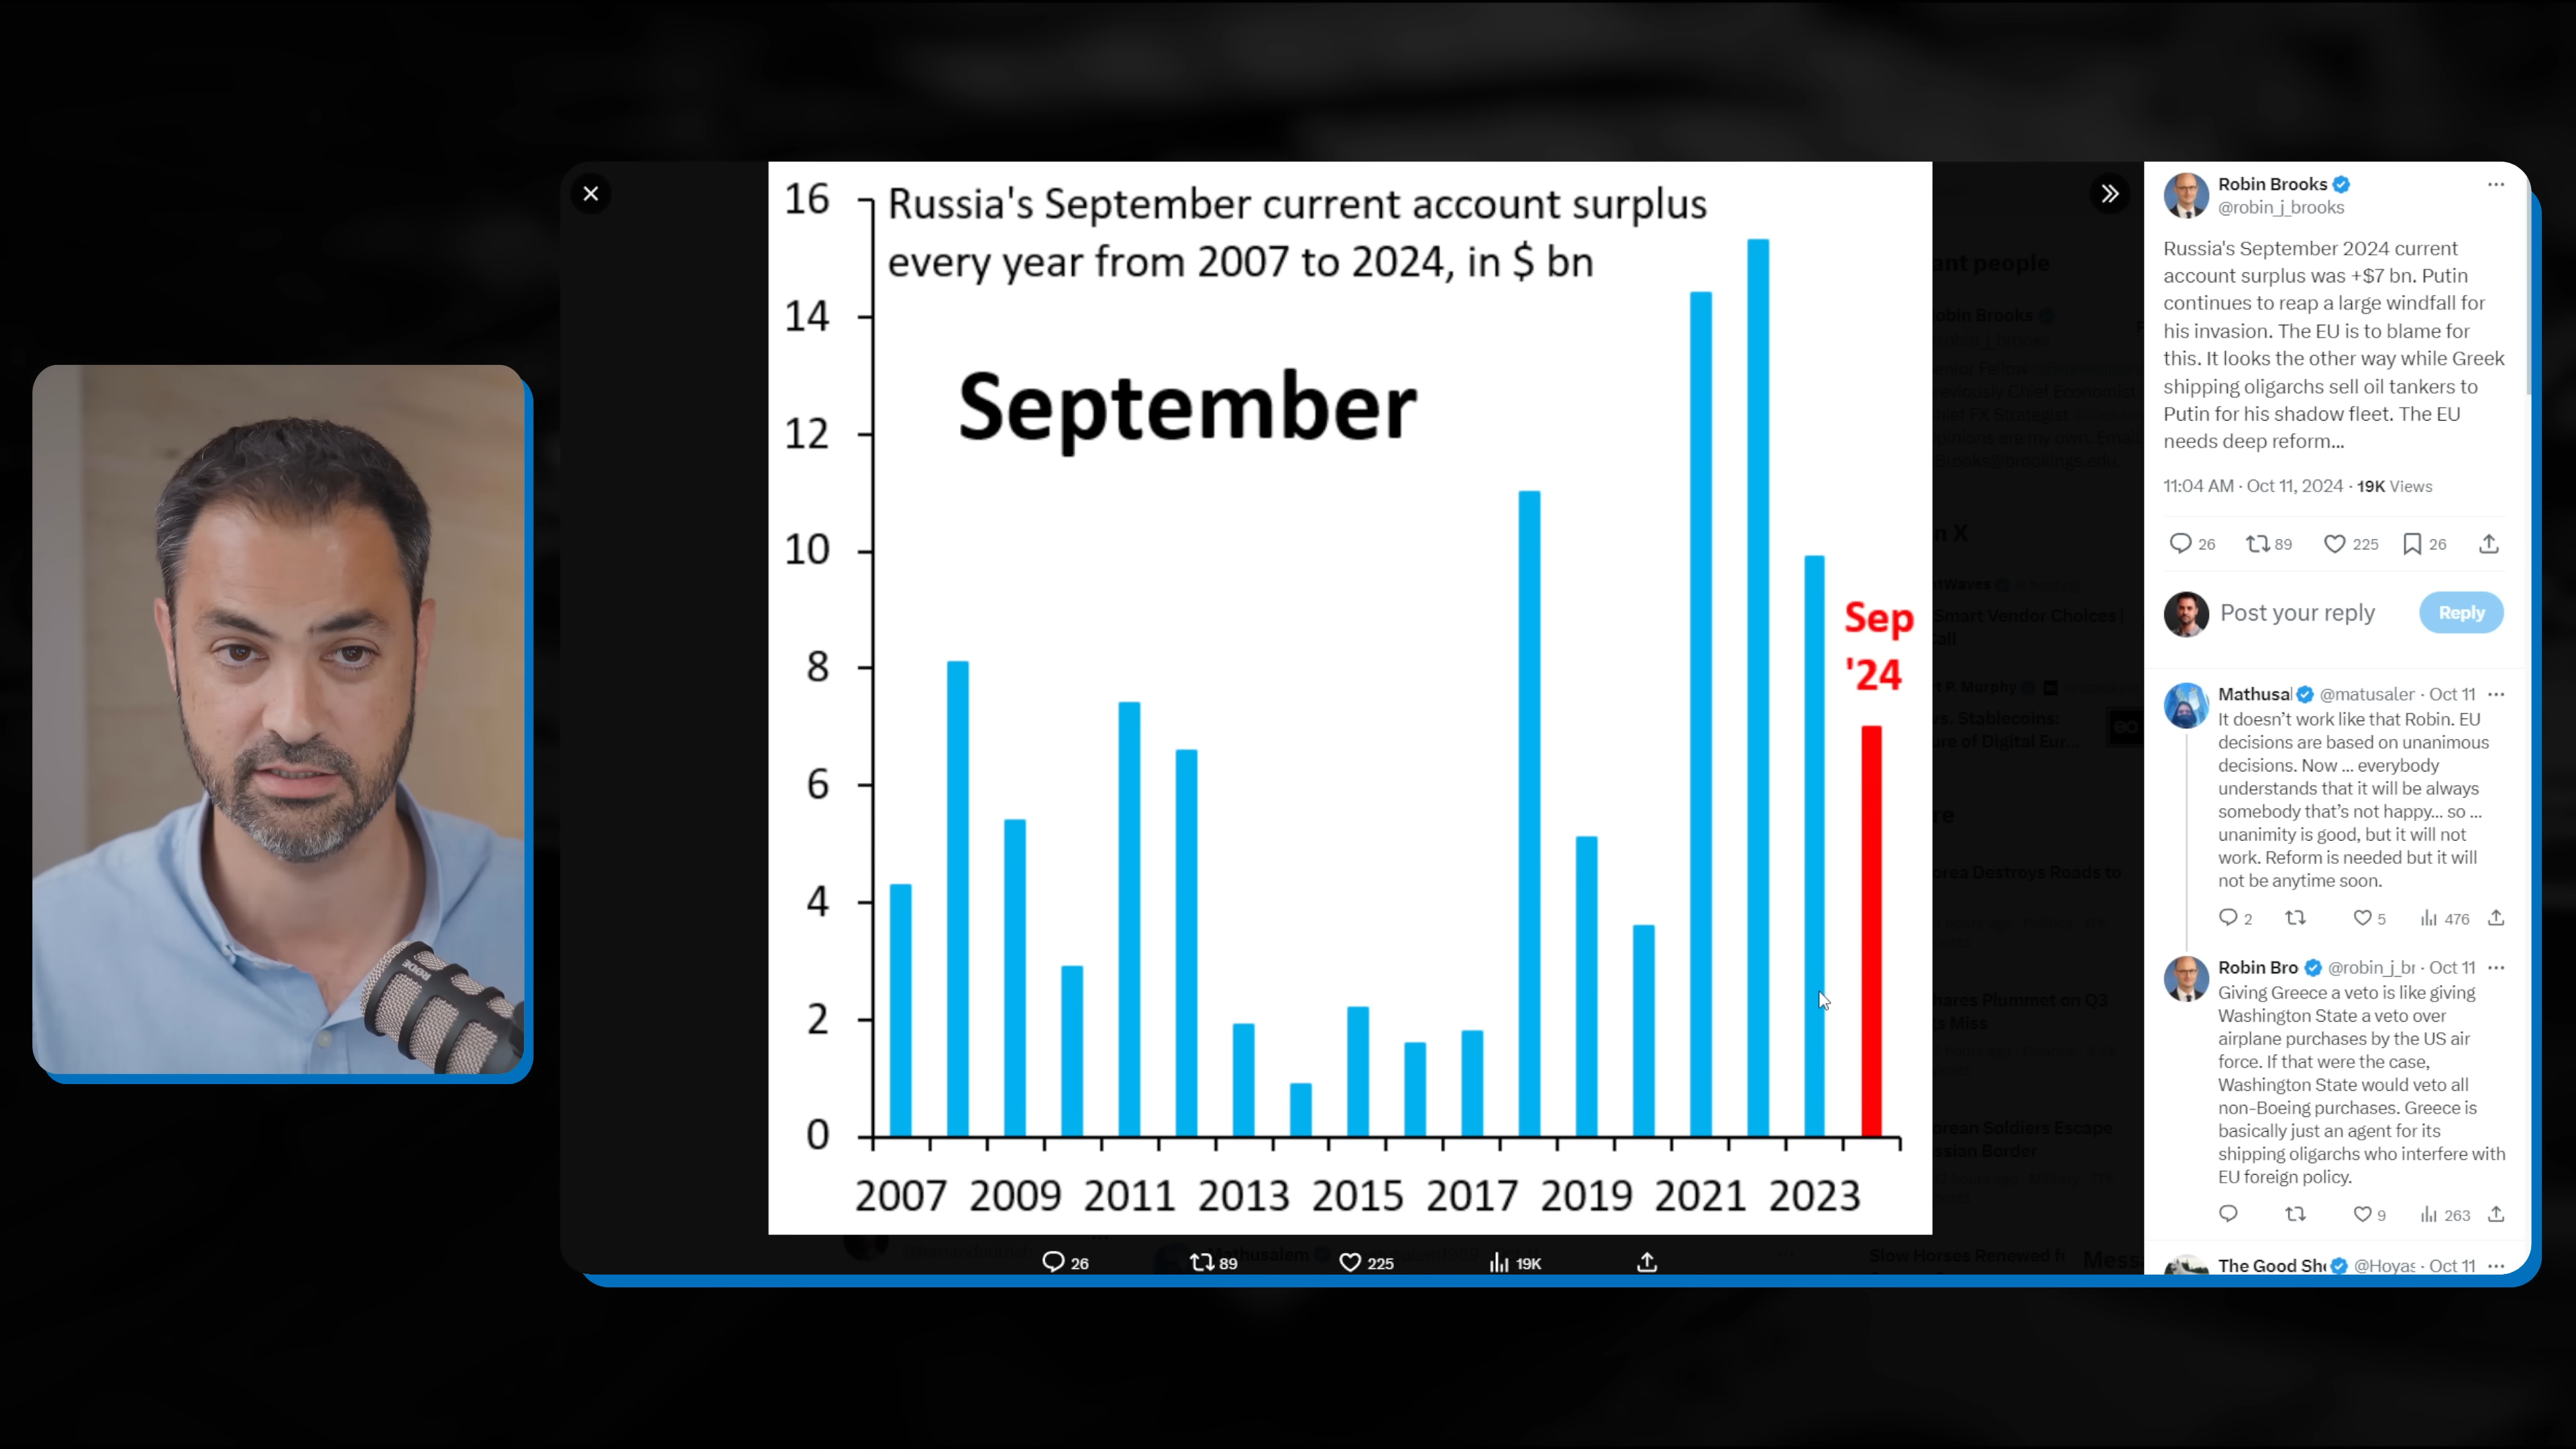 16
Russia's September current account surplus
every year from 2007 to 2024, in $ bn
14
September
12
10
8
6
4
2
0
Sep
'24
2007 2009 2011 2013 2015 2017 2019 2021 2023
26 89 225 19K
RØDE
Robin Brooks
@robin_j_brooks
Russia's September 2024 current
account surplus was +$7 bn. Putin
continues to reap a large windfall for
his invasion. The EU is to blame for
this. It looks the other way while Greek
shipping oligarchs sell oil tankers to
Putin for his shadow fleet. The EU
needs deep reform...
11:04 AM · Oct 11, 2024 · 19K Views
26 89 225 26
Post your reply
Reply
Mathusal @matusaler · Oct 11
It doesn’t work like that Robin. EU
decisions are based on unanimous
decisions. Now ... everybody
understands that it will be always
somebody that’s not happy... so ...
unanimity is good, but it will not
work. Reform is needed but it will
not be anytime soon.
2 5 476
Robin Bro @robin_j_br · Oct 11
Giving Greece a veto is like giving
Washington State a veto over
airplane purchases by the US air
force. If that were the case,
Washington State would veto all
non-Boeing purchases. Greece is
basically just an agent for its
shipping oligarchs who interfere with
EU foreign policy.
9 263
The Good Sh @Hoyas · Oct 11